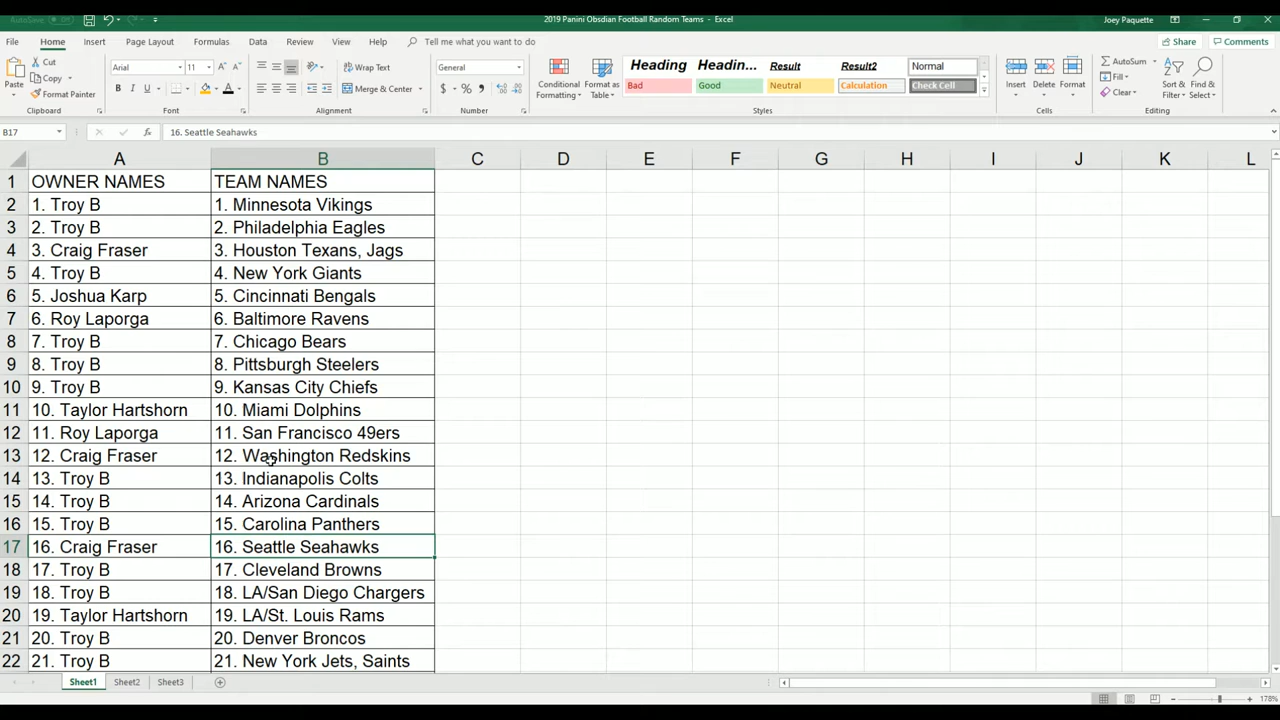 AutoSave Off
2019 Panini Obsdian Football Random Teams - Excel
Joey Paquette
File Home Insert Page Layout Formulas Data Review View Help Tell me what you want to do
Share Comments
Paste Cut Copy Format Painter
Arial 11
B I U
Wrap Text
Merge & Center
General
$ % 
Conditional Formatting Format as Table
Heading Headin... Result Result2 Normal
Bad Good Neutral Calculation Check Cell
Insert Delete Format
AutoSum Fill Clear
Sort & Filter Find & Select
Clipboard Font Alignment Number Styles Cells Editing
B17 fx 16. Seattle Seahawks
A B C D E F G H I J K L
1 OWNER NAMES TEAM NAMES
2 1. Troy B 1. Minnesota Vikings
3 2. Troy B 2. Philadelphia Eagles
4 3. Craig Fraser 3. Houston Texans, Jags
5 4. Troy B 4. New York Giants
6 5. Joshua Karp 5. Cincinnati Bengals
7 6. Roy Laporga 6. Baltimore Ravens
8 7. Troy B 7. Chicago Bears
9 8. Troy B 8. Pittsburgh Steelers
10 9. Troy B 9. Kansas City Chiefs
11 10. Taylor Hartshorn 10. Miami Dolphins
12 11. Roy Laporga 11. San Francisco 49ers
13 12. Craig Fraser 12. Washington Redskins
14 13. Troy B 13. Indianapolis Colts
15 14. Troy B 14. Arizona Cardinals
16 15. Troy B 15. Carolina Panthers
17 16. Craig Fraser 16. Seattle Seahawks
18 17. Troy B 17. Cleveland Browns
19 18. Troy B 18. LA/San Diego Chargers
20 19. Taylor Hartshorn 19. LA/St. Louis Rams
21 20. Troy B 20. Denver Broncos
22 21. Troy B 21. New York Jets, Saints
Sheet1 Sheet2 Sheet3
178%